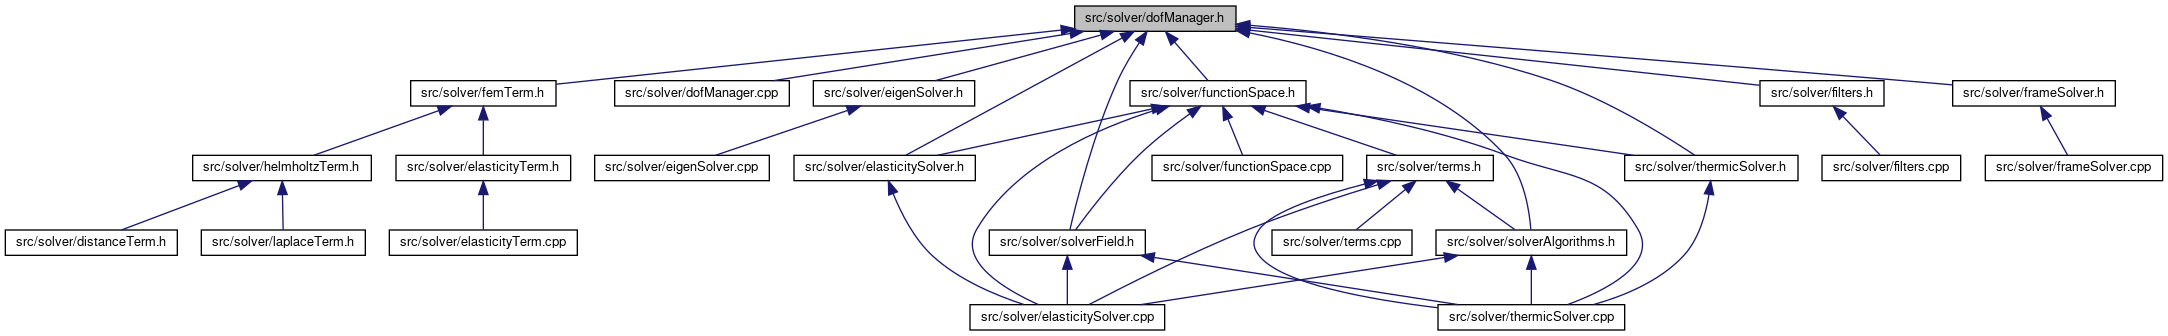 src/solver/dofManager.h
src/solver/femTerm.h
src/solver/dofManager.cpp
src/solver/eigenSolver.h
src/solver/functionSpace.h
src/solver/filters.h
src/solver/frameSolver.h
src/solver/helmholtzTerm.h
src/solver/elasticityTerm.h
src/solver/eigenSolver.cpp
src/solver/elasticitySolver.h
src/solver/functionSpace.cpp
src/solver/terms.h
src/solver/thermicSolver.h
src/solver/filters.cpp
src/solver/frameSolver.cpp
src/solver/distanceTerm.h
src/solver/laplaceTerm.h
src/solver/elasticityTerm.cpp
src/solver/solverField.h
src/solver/terms.cpp
src/solver/solverAlgorithms.h
src/solver/elasticitySolver.cpp
src/solver/thermicSolver.cpp